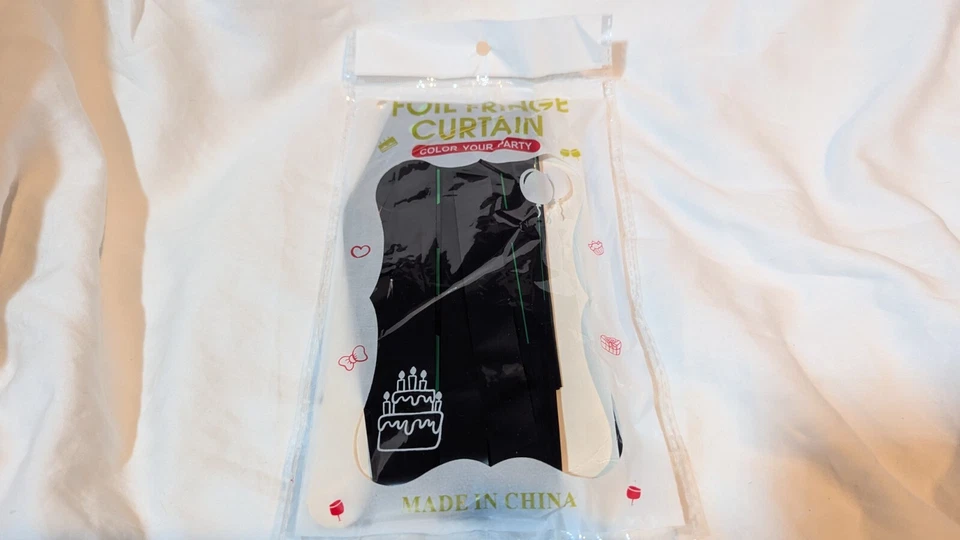 FOIL FRINGE
CURTAIN
COLOR YOUR PARTY
MADE IN CHINA